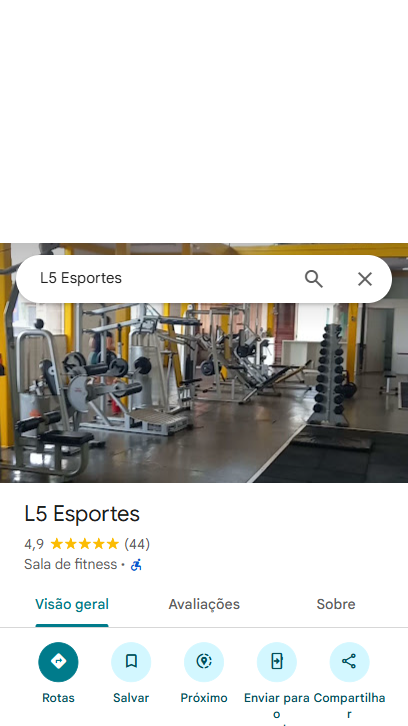 L5 Esportes
L5 Esportes
4,9 (44)
Sala de fitness ·
Visão geral Avaliações Sobre
Rotas Salvar Próximo Enviar para o Compartilhar